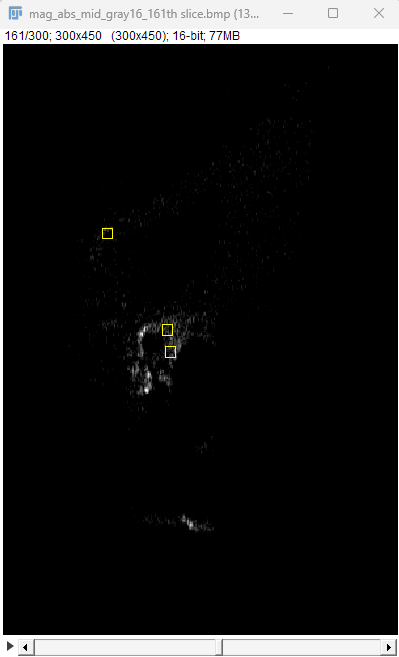 mag_abs_mid_gray16_161th slice.bmp (13...
161/300; 300x450 (300x450); 16-bit; 77MB